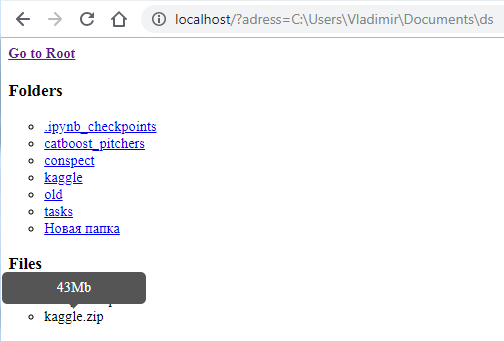 localhost/?adress=C:\Users\Vladimir\Documents\ds
Go to Root
Folders
.ipynb_checkpoints
catboost_pitchers
conspect
kaggle
old
tasks
Новая папка
Files
43Mb
kaggle.zip